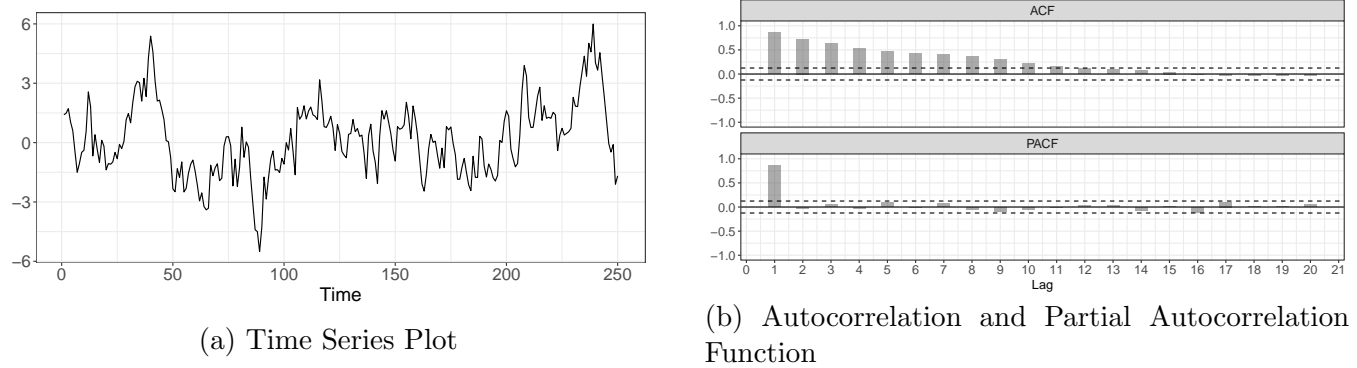 6
3
0
−3
−6
0 50 100 150 200 250
Time
(a) Time Series Plot
ACF
1.0
0.5
0.0
−0.5
−1.0
PACF
1.0
0.5
0.0
−0.5
−1.0
0 1 2 3 4 5 6 7 8 9 10 11 12 13 14 15 16 17 18 19 20 21
Lag
(b) Autocorrelation and Partial Autocorrelation
Function